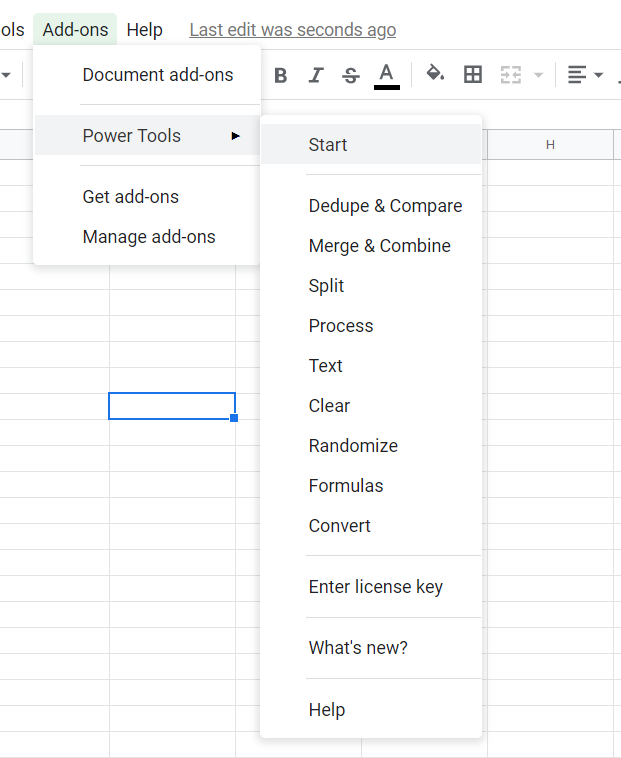 ols Add-ons Help Last edit was seconds ago
B I S A
Document add-ons
Power Tools
Get add-ons
Manage add-ons
H
Start
Dedupe & Compare
Merge & Combine
Split
Process
Text
Clear
Randomize
Formulas
Convert
Enter license key
What's new?
Help